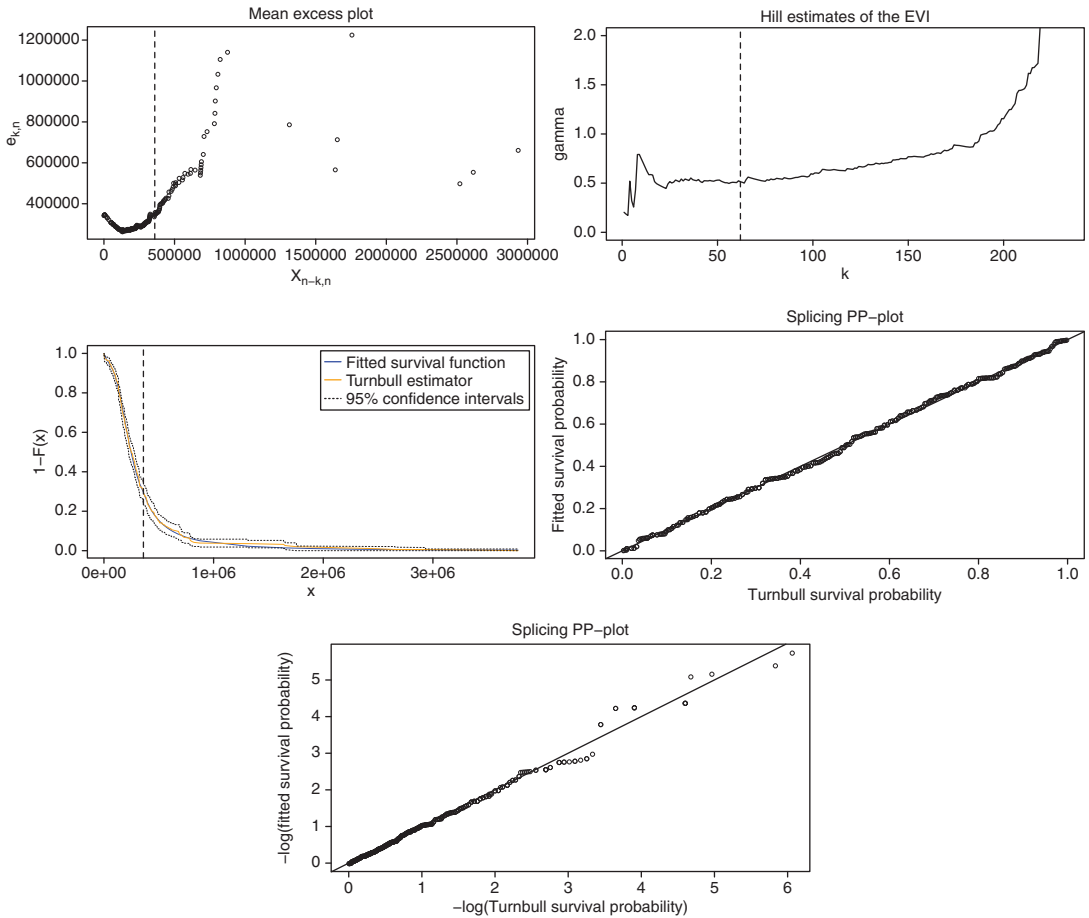 Mean excess plot
1200000
1000000
800000
600000
400000
e_{k,n}
0 500000 1000000 1500000 2000000 2500000 3000000
X_{n−k,n}
Hill estimates of the EVI
2.0
1.5
1.0
0.5
0.0
gamma
0 50 100 150 200
k
1.0
0.8
0.6
0.4
0.2
0.0
1−F(x)
Fitted survival function
Turnbull estimator
95% confidence intervals
0e+00 1e+06 2e+06 3e+06
x
Splicing PP−plot
1.0
0.8
0.6
0.4
0.2
0.0
Fitted survival probability
0.0 0.2 0.4 0.6 0.8 1.0
Turnbull survival probability
Splicing PP−plot
5
4
3
2
1
0
−log(fitted survival probability)
0 1 2 3 4 5 6
−log(Turnbull survival probability)